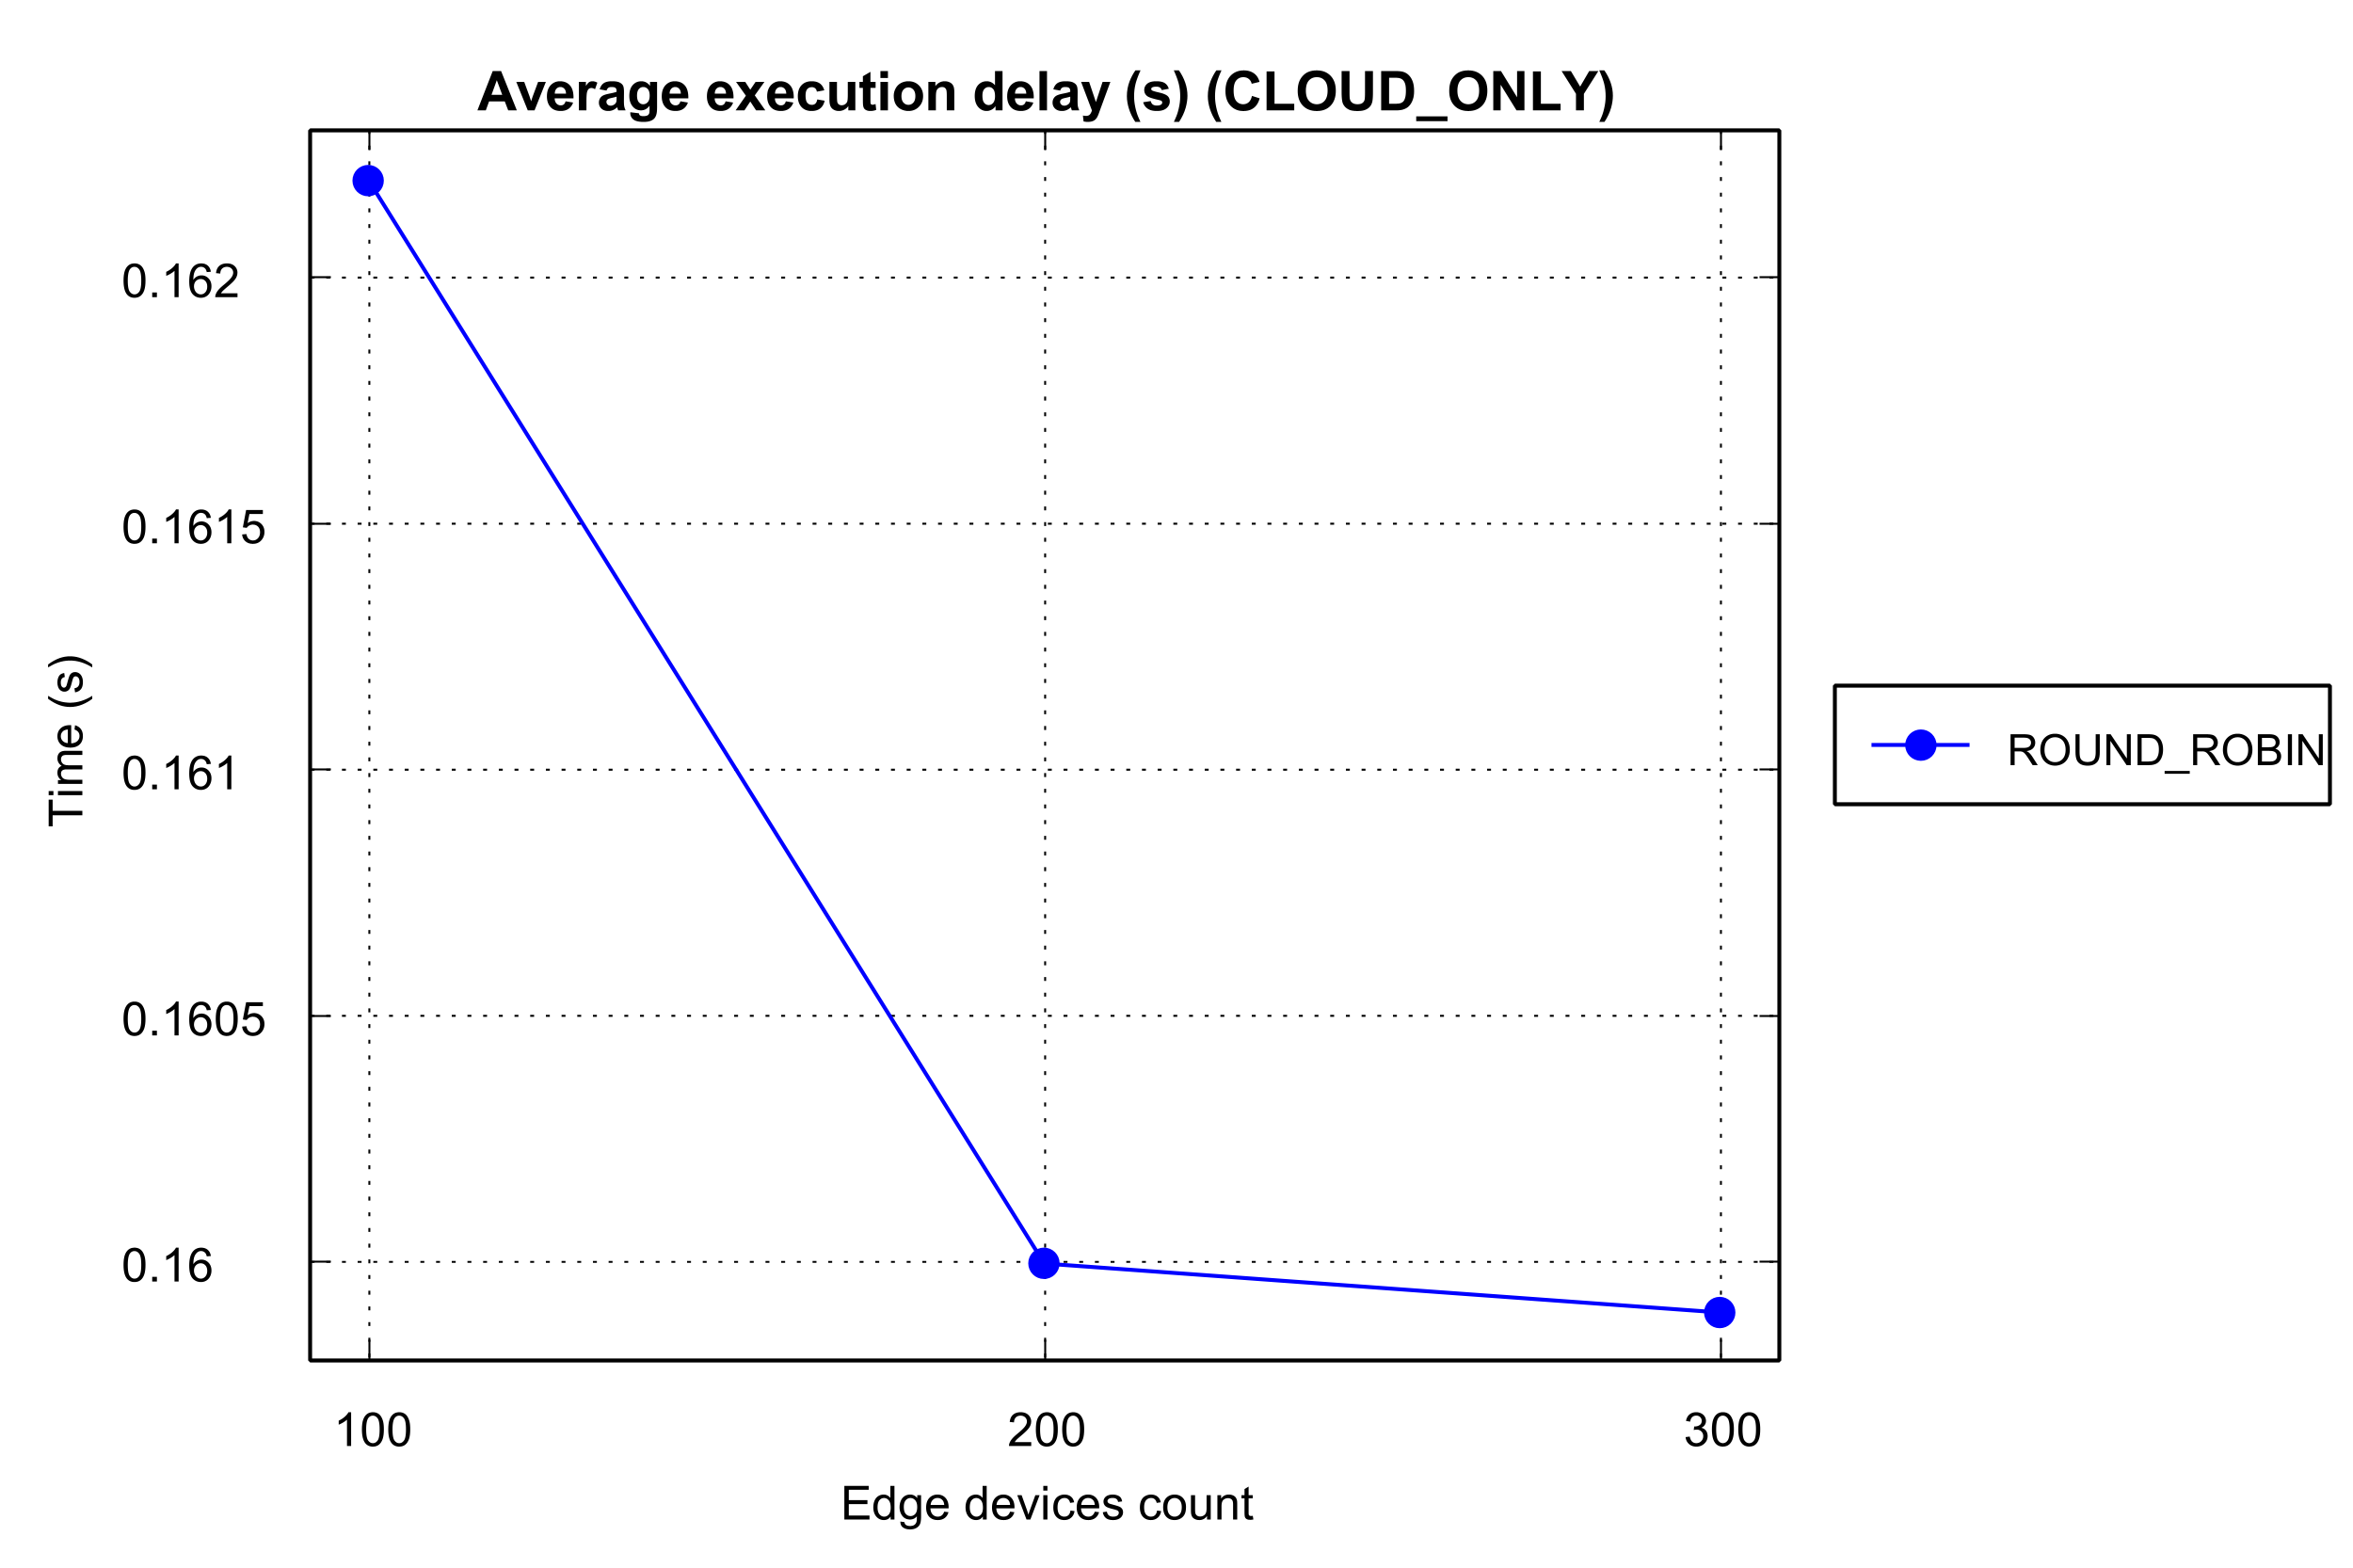 Average execution delay (s) (CLOUD_ONLY)
0.162
0.1615
0.161
0.1605
0.16
Time (s)
100
200
300
Edge devices count
ROUND_ROBIN